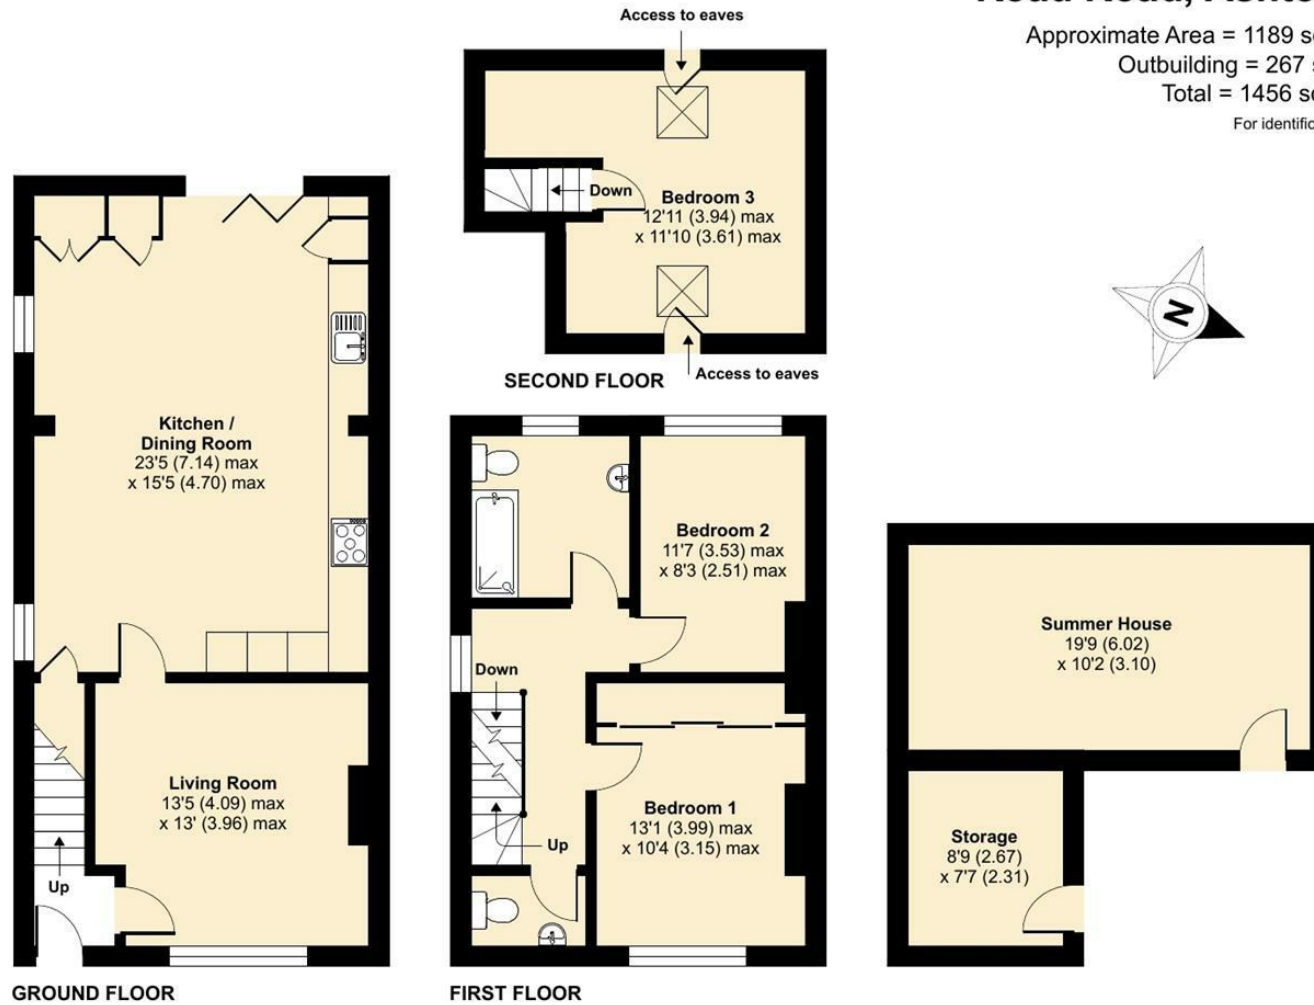 Approximate Area = 1189
Outbuilding = 267
Total = 1456
For
Access to eaves
Down
Bedroom 3
12'11 (3.94) max
x 11'10 (3.61) max
Access to eaves
SECOND FLOOR
N
Kitchen /
Dining Room
23'5 (7.14) max
x 15'5 (4.70) max
Living Room
13'5 (4.09) max
x 13' (3.96) max
Up
GROUND FLOOR
Bedroom 2
11'7 (3.53) max
x 8'3 (2.51) max
Down
Bedroom 1
13'1 (3.99) max
x 10'4 (3.15) max
Up
FIRST FLOOR
Summer House
19'9 (6.02)
x 10'2 (3.10)
Storage
8'9 (2.67)
x 7'7 (2.31)